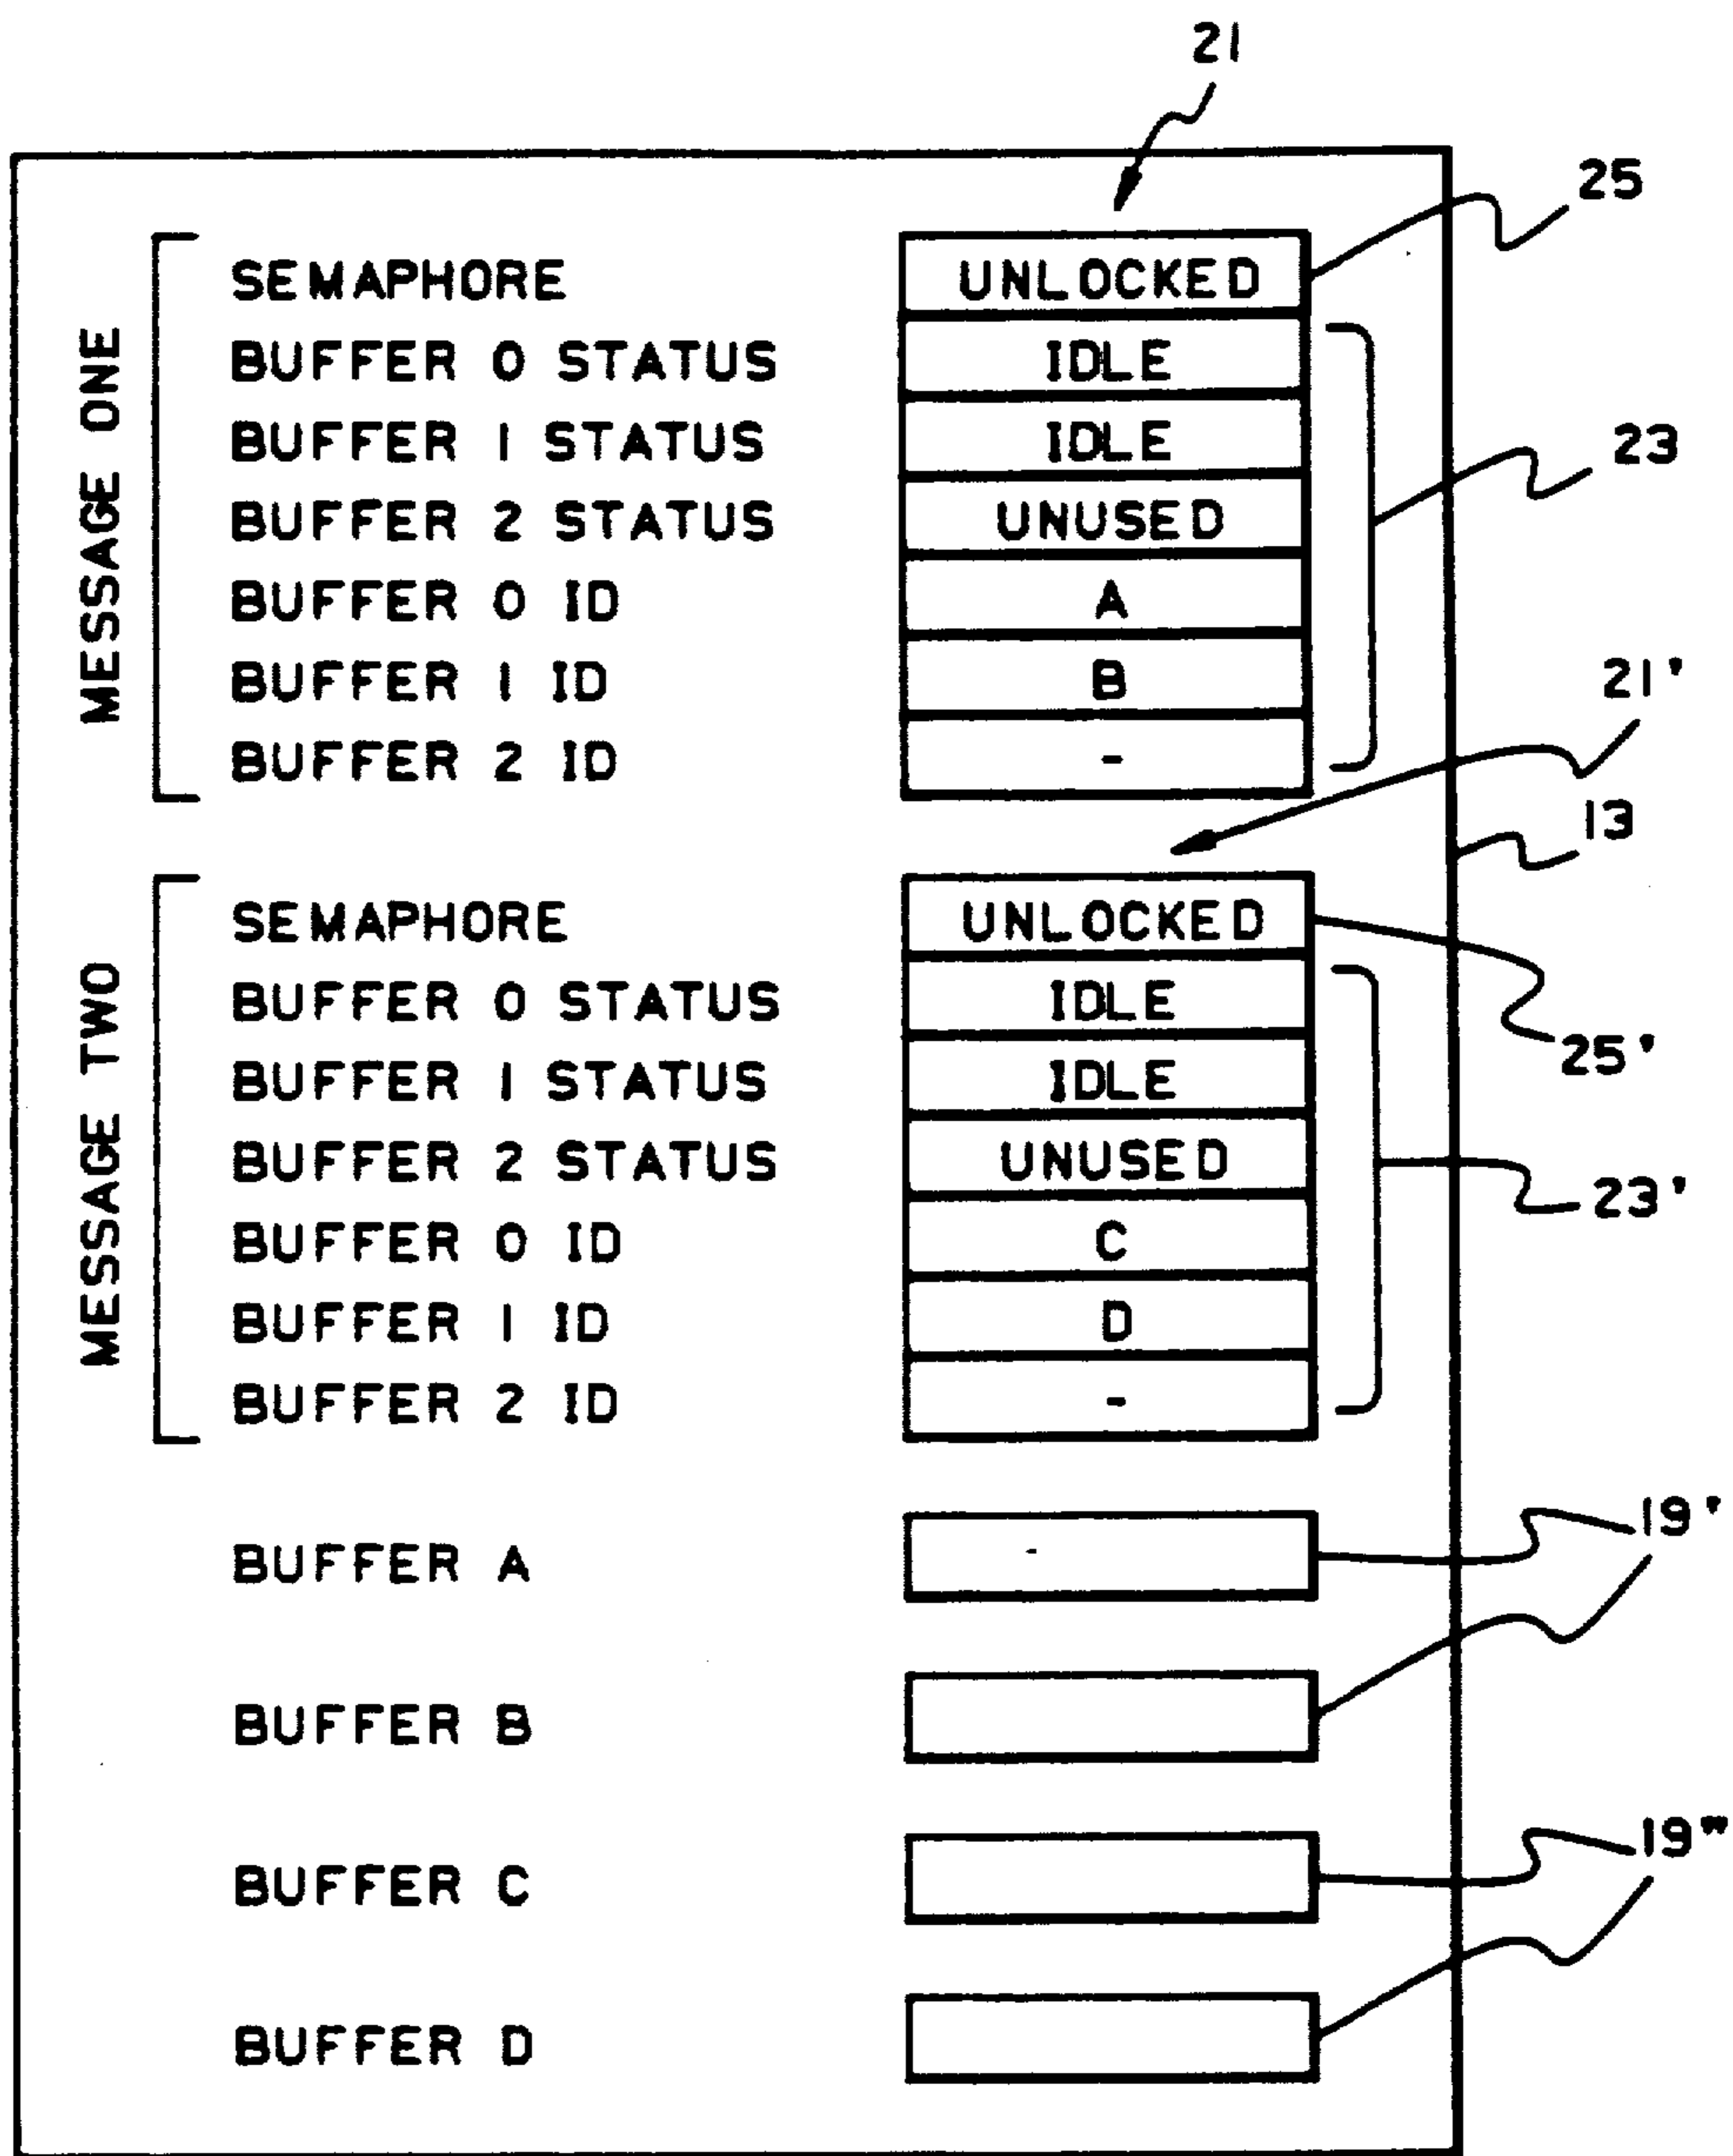 21
25
MESSAGE ONE
SEMAPHORE UNLOCKED
BUFFER 0 STATUS IDLE
BUFFER 1 STATUS IDLE
23
BUFFER 2 STATUS UNUSED
BUFFER 0 ID A
BUFFER 1 ID B
21'
BUFFER 2 ID -
13
MESSAGE TWO
SEMAPHORE UNLOCKED
BUFFER 0 STATUS IDLE
25'
BUFFER 1 STATUS IDLE
BUFFER 2 STATUS UNUSED
23'
BUFFER 0 ID C
BUFFER 1 ID D
BUFFER 2 ID -
19'
BUFFER A
BUFFER B
19"
BUFFER C
BUFFER D